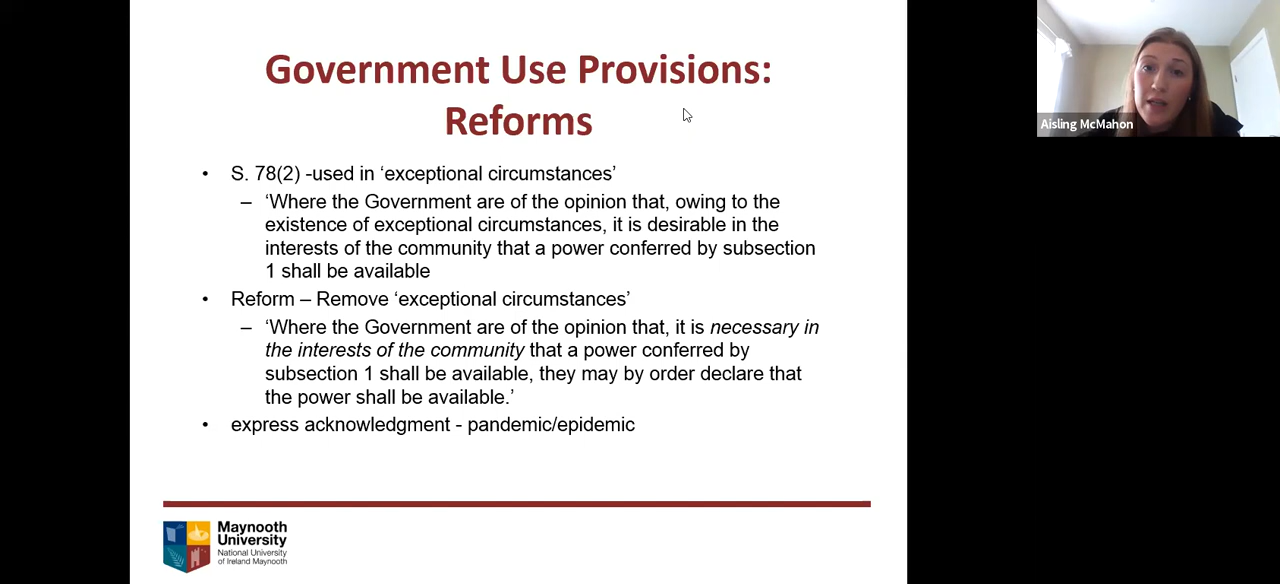 Government Use Provisions:
Reforms
• S. 78(2) -used in ‘exceptional circumstances’
– ‘Where the Government are of the opinion that, owing to the
existence of exceptional circumstances, it is desirable in the
interests of the community that a power conferred by subsection
1 shall be available
• Reform – Remove ‘exceptional circumstances’
– ‘Where the Government are of the opinion that, it is necessary in
the interests of the community that a power conferred by
subsection 1 shall be available, they may by order declare that
the power shall be available.’
• express acknowledgment - pandemic/epidemic
Maynooth
University
National University
of Ireland Maynooth
Aisling McMahon